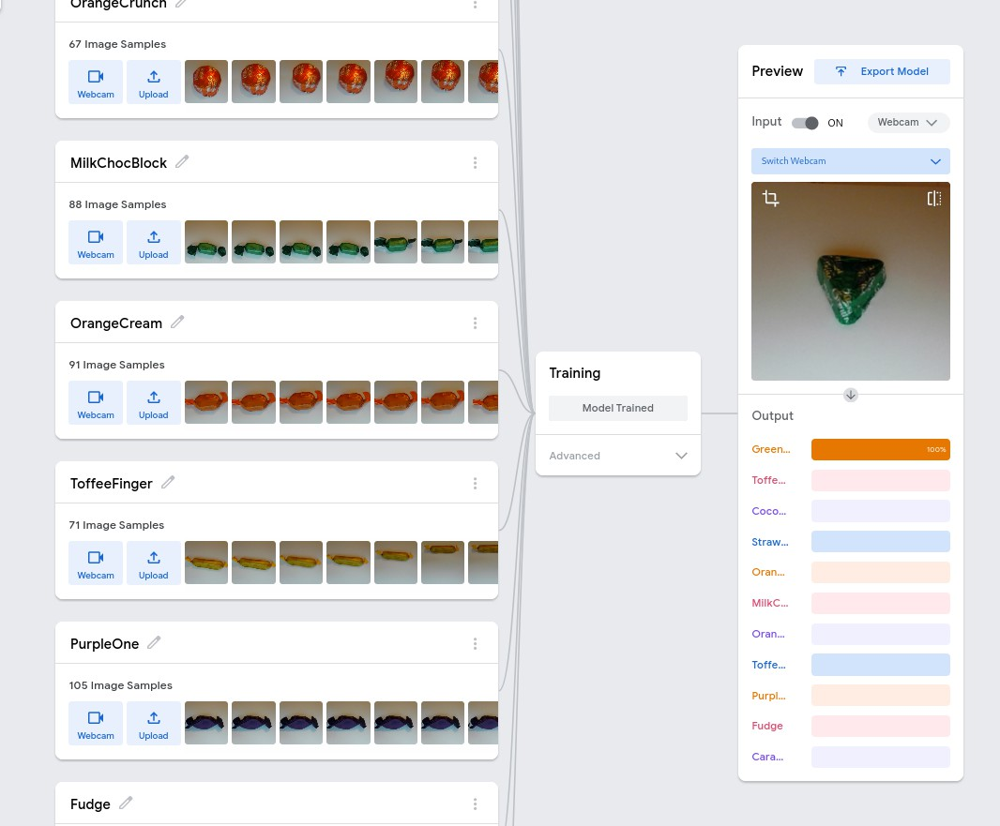 OrangeCrunch
67 Image Samples
Webcam
Upload
MilkChocBlock
88 Image Samples
Webcam
Upload
OrangeCream
91 Image Samples
Webcam
Upload
ToffeeFinger
71 Image Samples
Webcam
Upload
PurpleOne
105 Image Samples
Webcam
Upload
Fudge
Training
Model Trained
Advanced
Preview
Export Model
Input
ON
Webcam
Switch Webcam
Output
Green...
100%
Toffe...
Coco...
Straw...
Oran...
MilkC...
Oran...
Toffe...
Purpl...
Fudge
Cara...